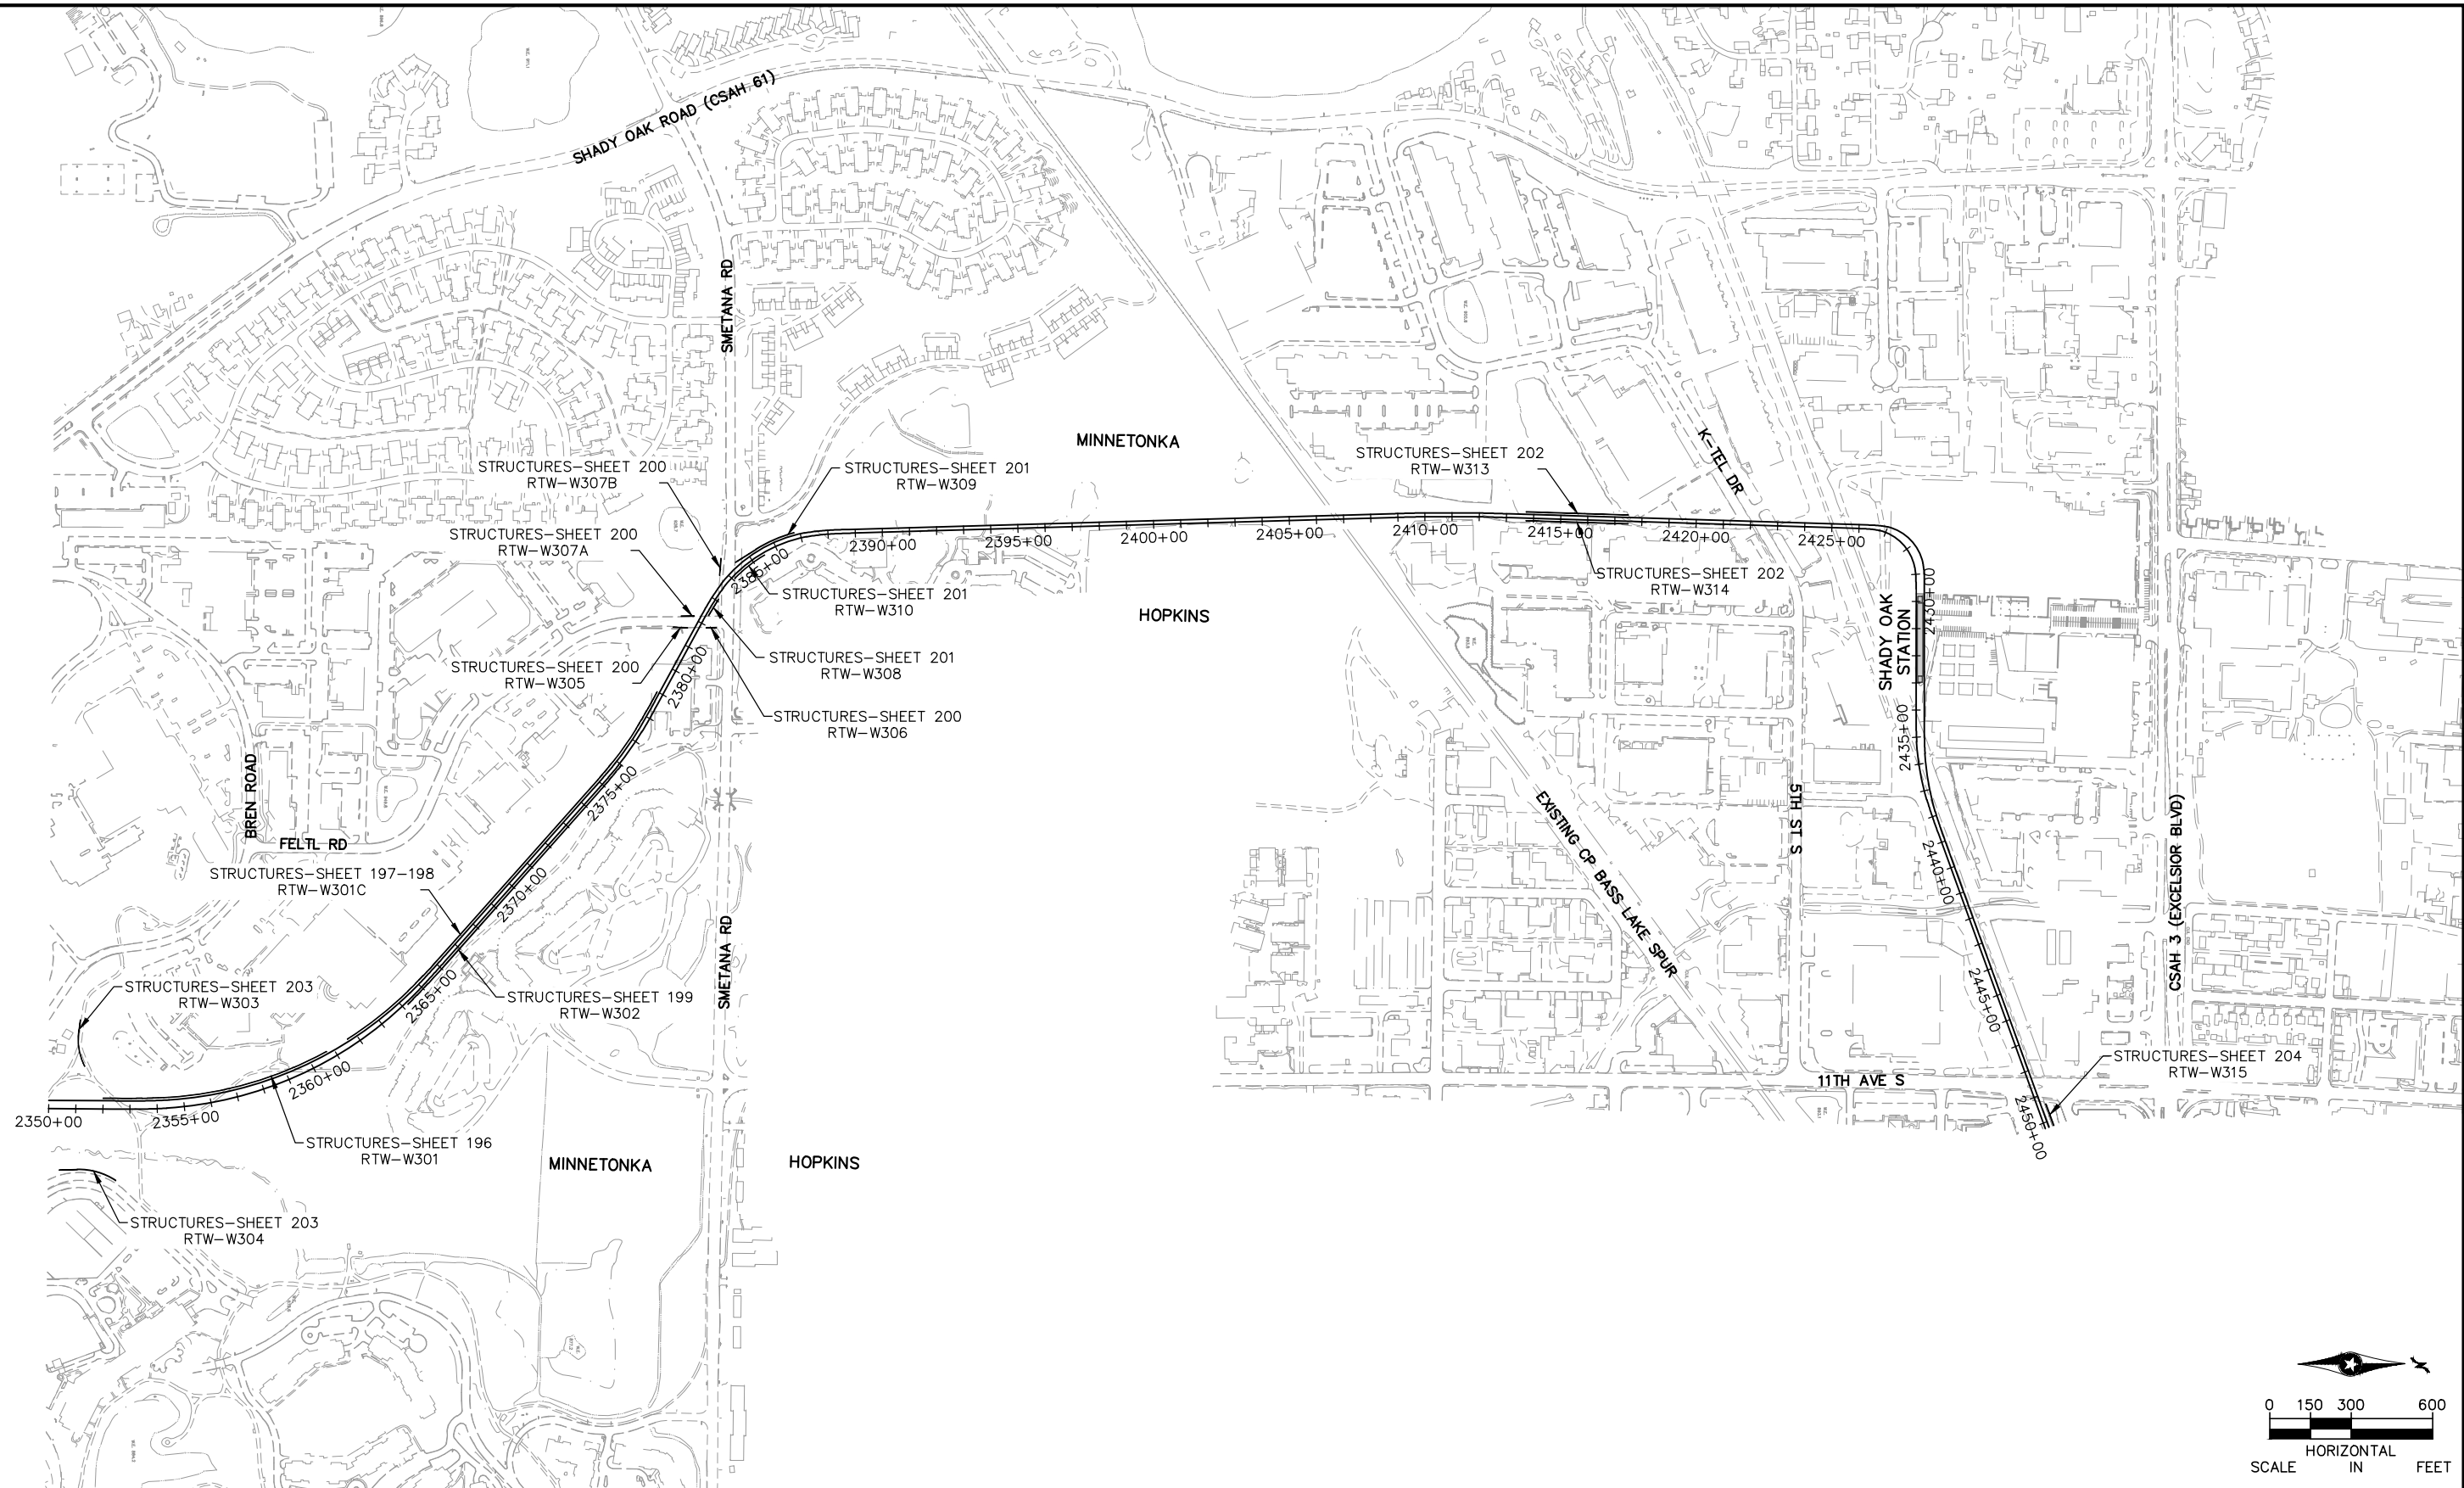 SHADY OAK ROAD (CSAH 61)
SMETANA RD
MINNETONKA
STRUCTURES-SHEET 200
RTW-W307B
STRUCTURES-SHEET 201
RTW-W309
STRUCTURES-SHEET 202
RTW-W313
K-TEL DR
STRUCTURES-SHEET 200
RTW-W307A
2385+00
2390+00
2395+00
2400+00
2405+00
2410+00
2415+00
2420+00
2425+00
2430+00
STRUCTURES-SHEET 202
RTW-W314
STRUCTURES-SHEET 201
RTW-W310
HOPKINS
SHADY OAK
STATION
STRUCTURES-SHEET 200
RTW-W305
STRUCTURES-SHEET 201
RTW-W308
2380+00
STRUCTURES-SHEET 200
RTW-W306
2435+00
BREN ROAD
2375+00
EXISTING CP BASS LAKE SPUR
5TH ST S
CSAH 3 (EXCELSIOR BLVD)
FELTL RD
STRUCTURES-SHEET 197-198
RTW-W301C
2370+00
2440+00
SMETANA RD
STRUCTURES-SHEET 203
RTW-W303
2365+00
STRUCTURES-SHEET 199
RTW-W302
2445+00
2360+00
11TH AVE S
STRUCTURES-SHEET 204
RTW-W315
2350+00
2355+00
2450+00
STRUCTURES-SHEET 196
RTW-W301
MINNETONKA
HOPKINS
STRUCTURES-SHEET 203
RTW-W304
0 150 300 600
HORIZONTAL
SCALE IN FEET